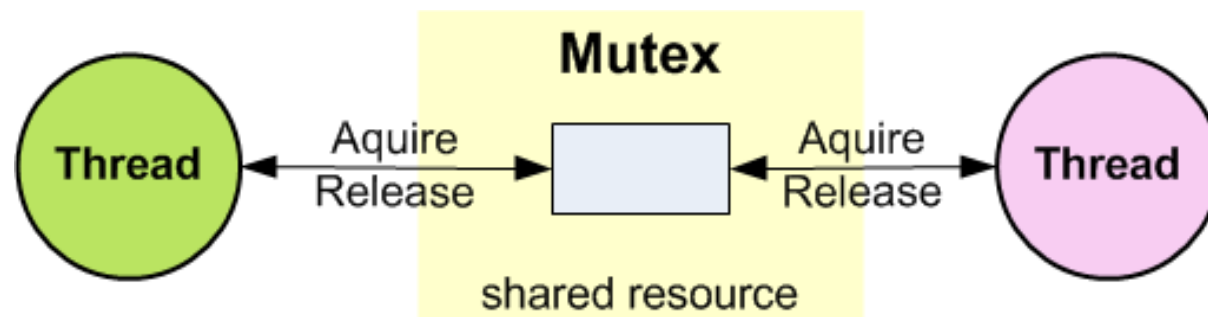 Mutex
Thread
Aquire
Release
Aquire
Release
Thread
shared resource